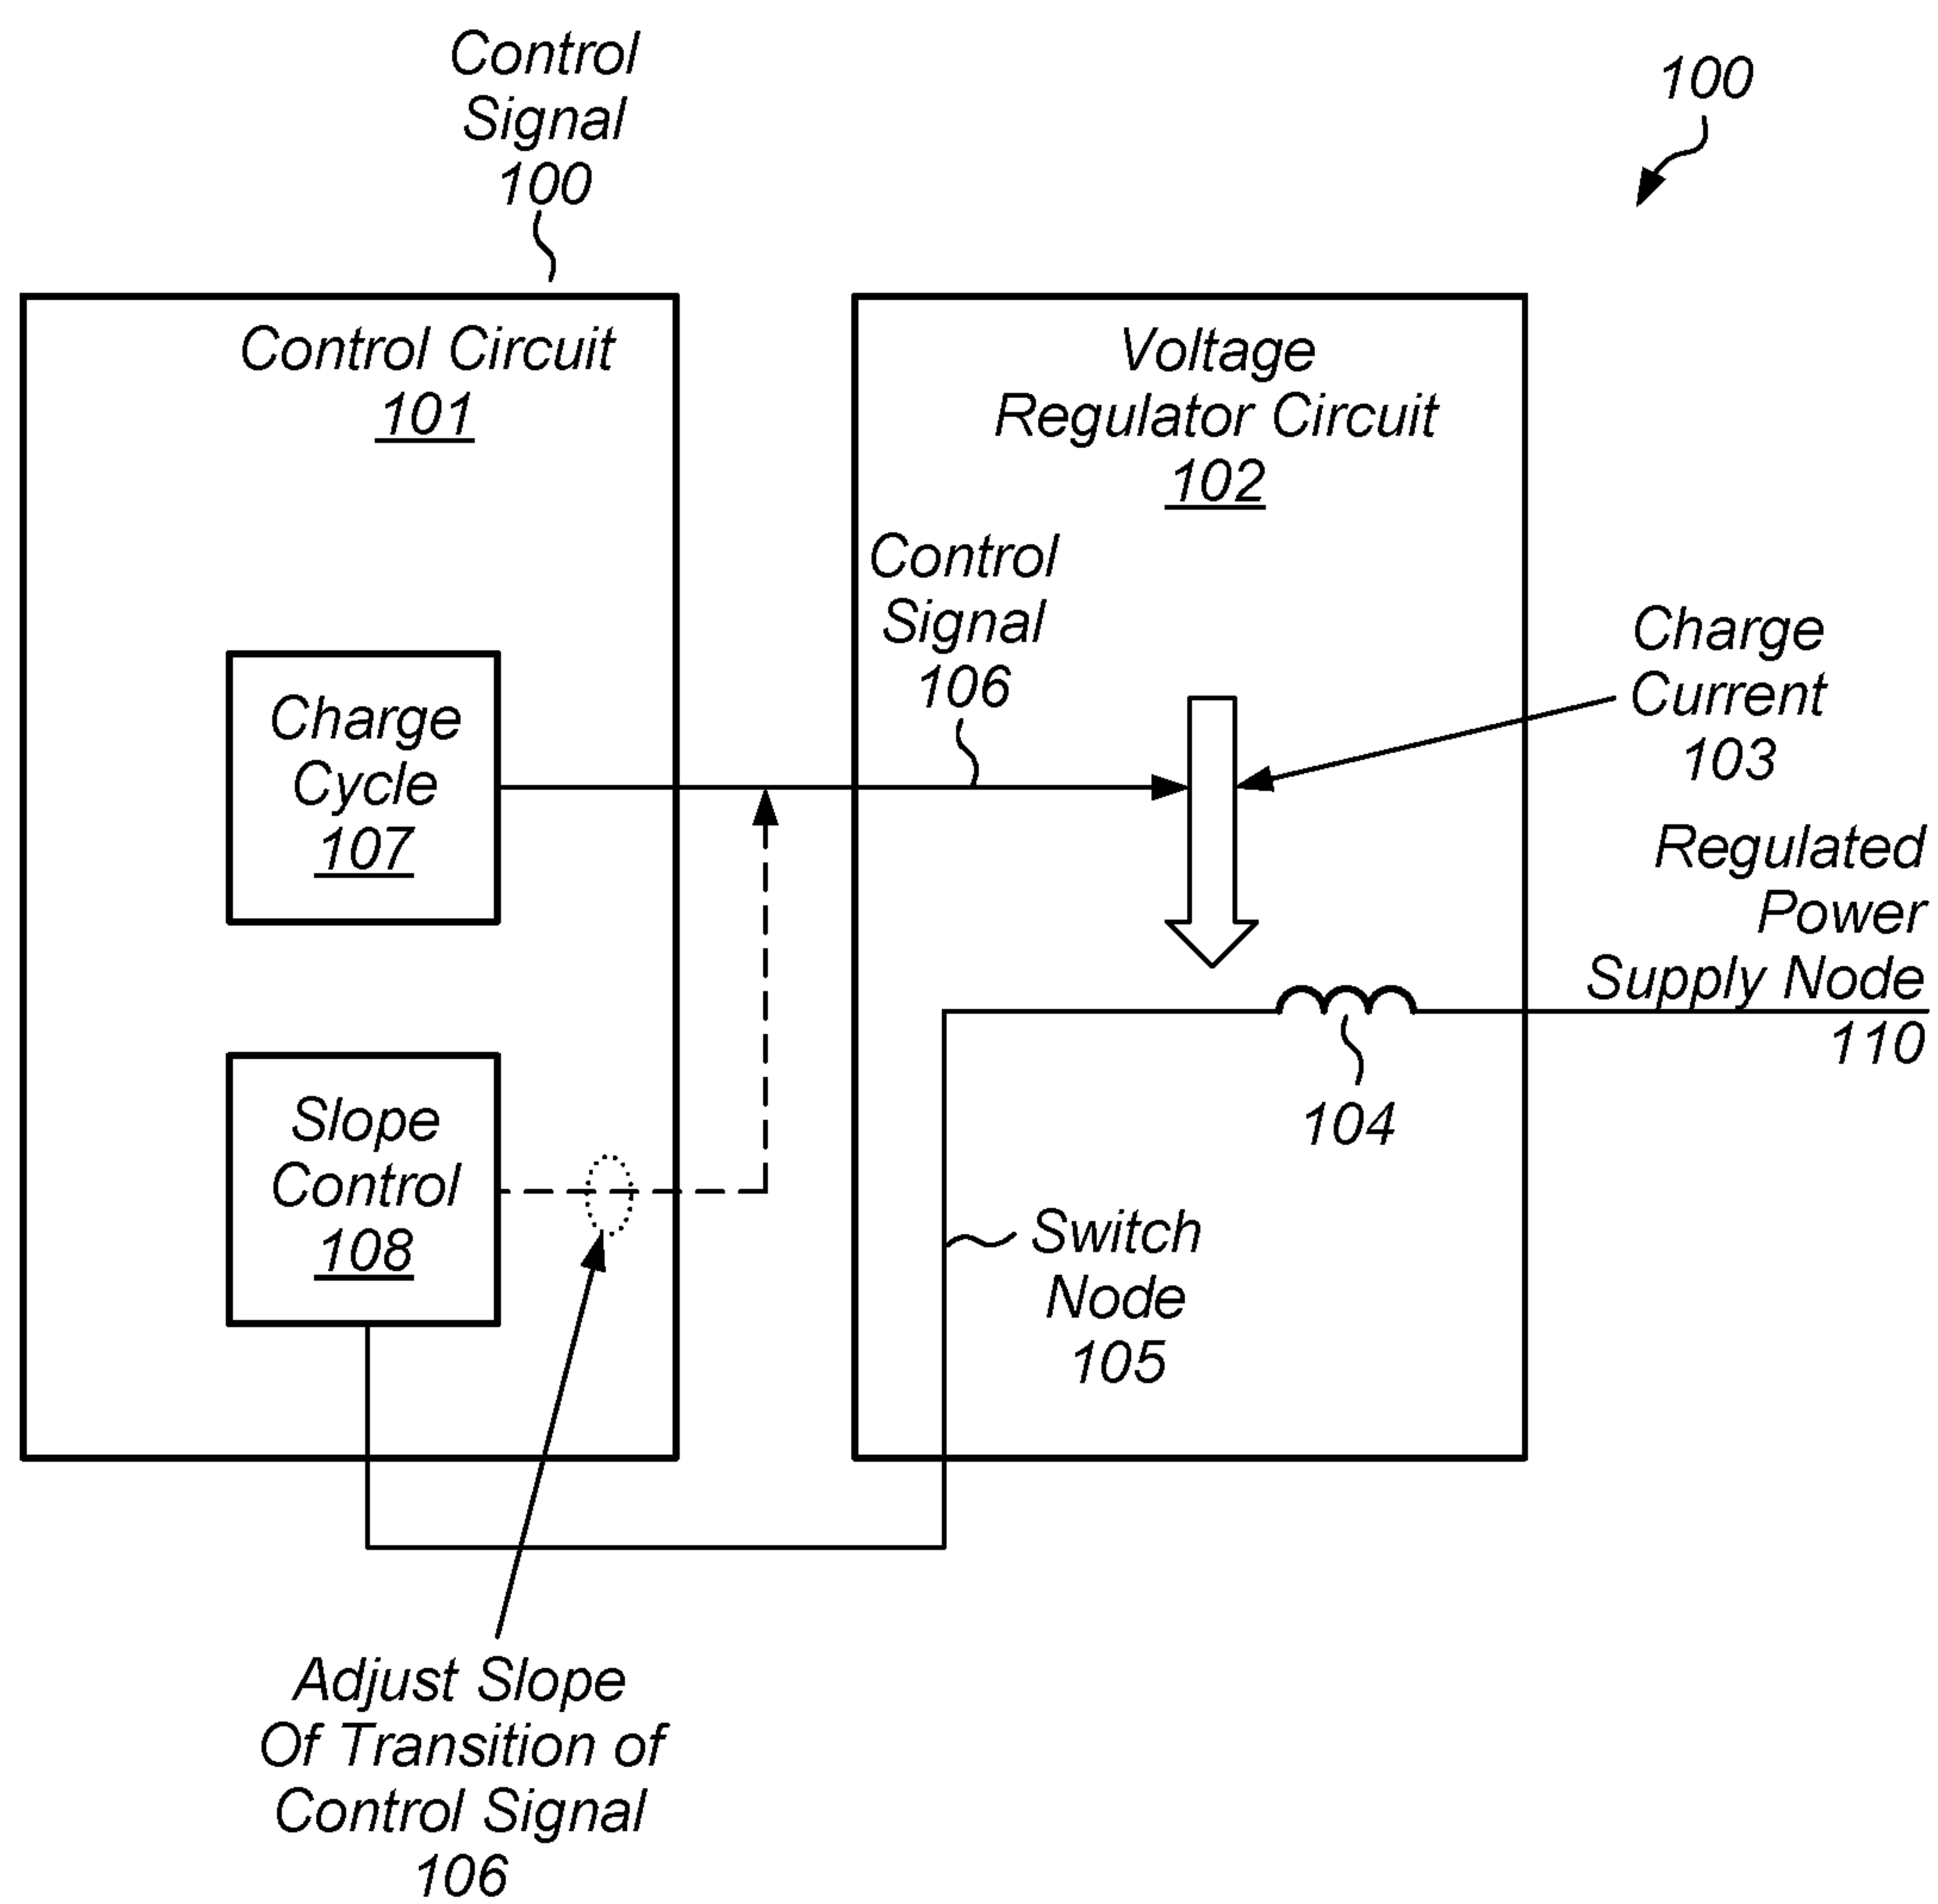 Control
Signal
100
100
Control Circuit
101
Voltage
Regulator Circuit
102
Control
Signal
106
Charge
Current
103
Charge
Cycle
107
Regulated
Power
Supply Node
110
Slope
Control
108
104
Switch
Node
105
Adjust Slope
Of Transition of
Control Signal
106